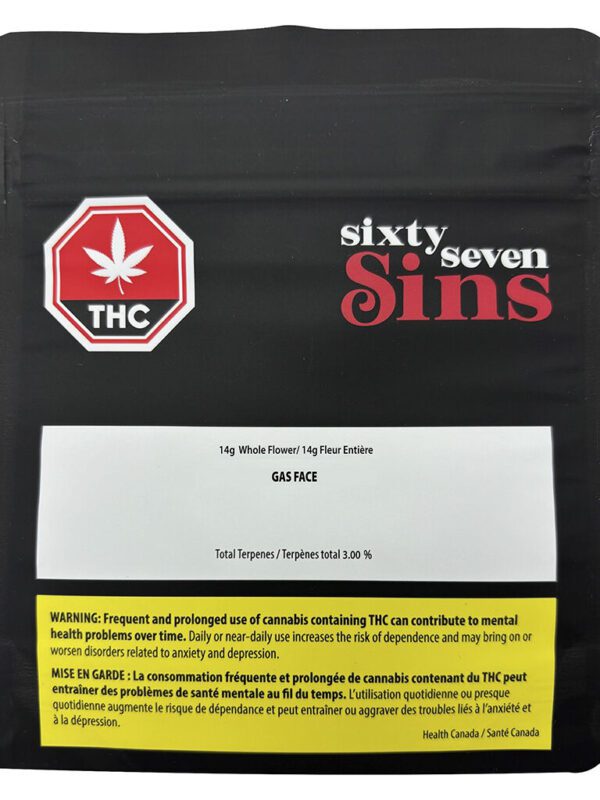 THC
sixty
seven
Sins
14g Whole Flower/ 14g Fleur Entière
GAS FACE
Total Terpenes / Terpènes total 3.00 %
WARNING: Frequent and prolonged use of cannabis containing THC can contribute to mental
health problems over time. Daily or near-daily use increases the risk of dependence and may bring on or
worsen disorders related to anxiety and depression.
MISE EN GARDE : La consommation fréquente et prolongée de cannabis contenant du THC peut
entraîner des problèmes de santé mentale au fil du temps. L'utilisation quotidienne ou presque
quotidienne augmente le risque de dépendance et peut entraîner ou aggraver des troubles liés à l'anxiété et
à la dépression.
Health Canada / Santé Canada